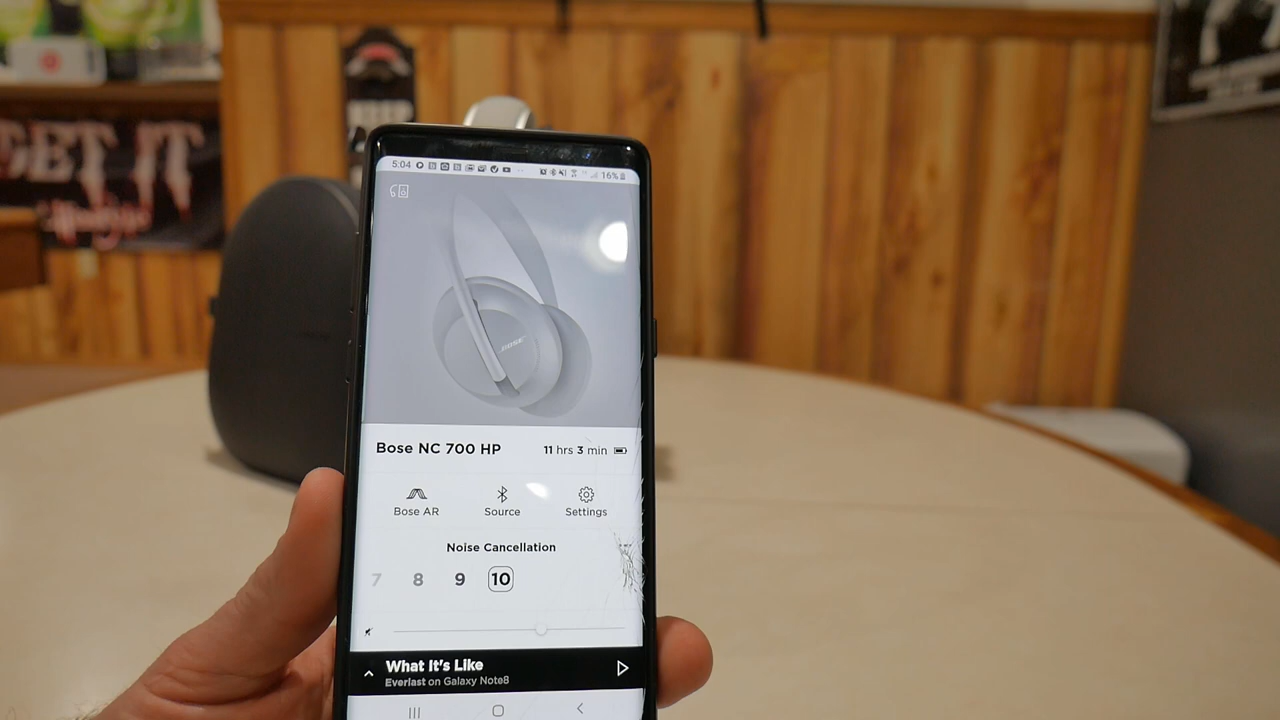 GET IT
5:04
16%
BOSE
Bose NC 700 HP
11 hrs 3 min
Bose AR
Source
Settings
Noise Cancellation
7 8 9 10
What It's Like
Everlast on Galaxy Note8